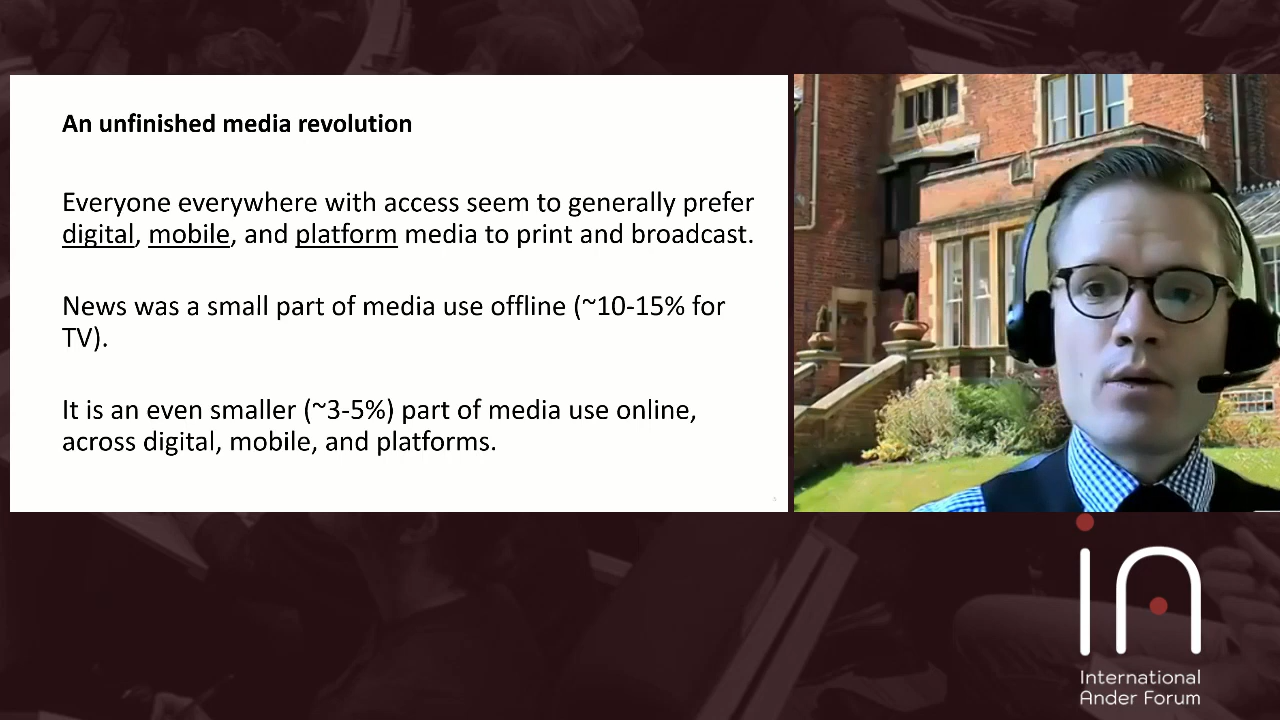 An unfinished media revolution
Everyone everywhere with access seem to generally prefer
digital, mobile, and platform media to print and broadcast.
News was a small part of media use offline (~10-15% for
TV).
It is an even smaller (~3-5%) part of media use online,
across digital, mobile, and platforms.
in
International
Ander Forum